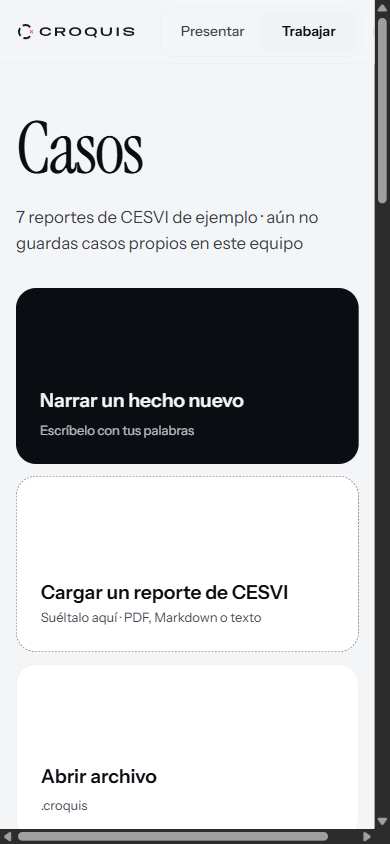 CROQUIS
Presentar
Trabajar
Casos
7 reportes de CESVI de ejemplo · aún no
guardas casos propios en este equipo
Narrar un hecho nuevo
Escríbelo con tus palabras
Cargar un reporte de CESVI
Suéltalo aquí · PDF, Markdown o texto
Abrir archivo
.croquis